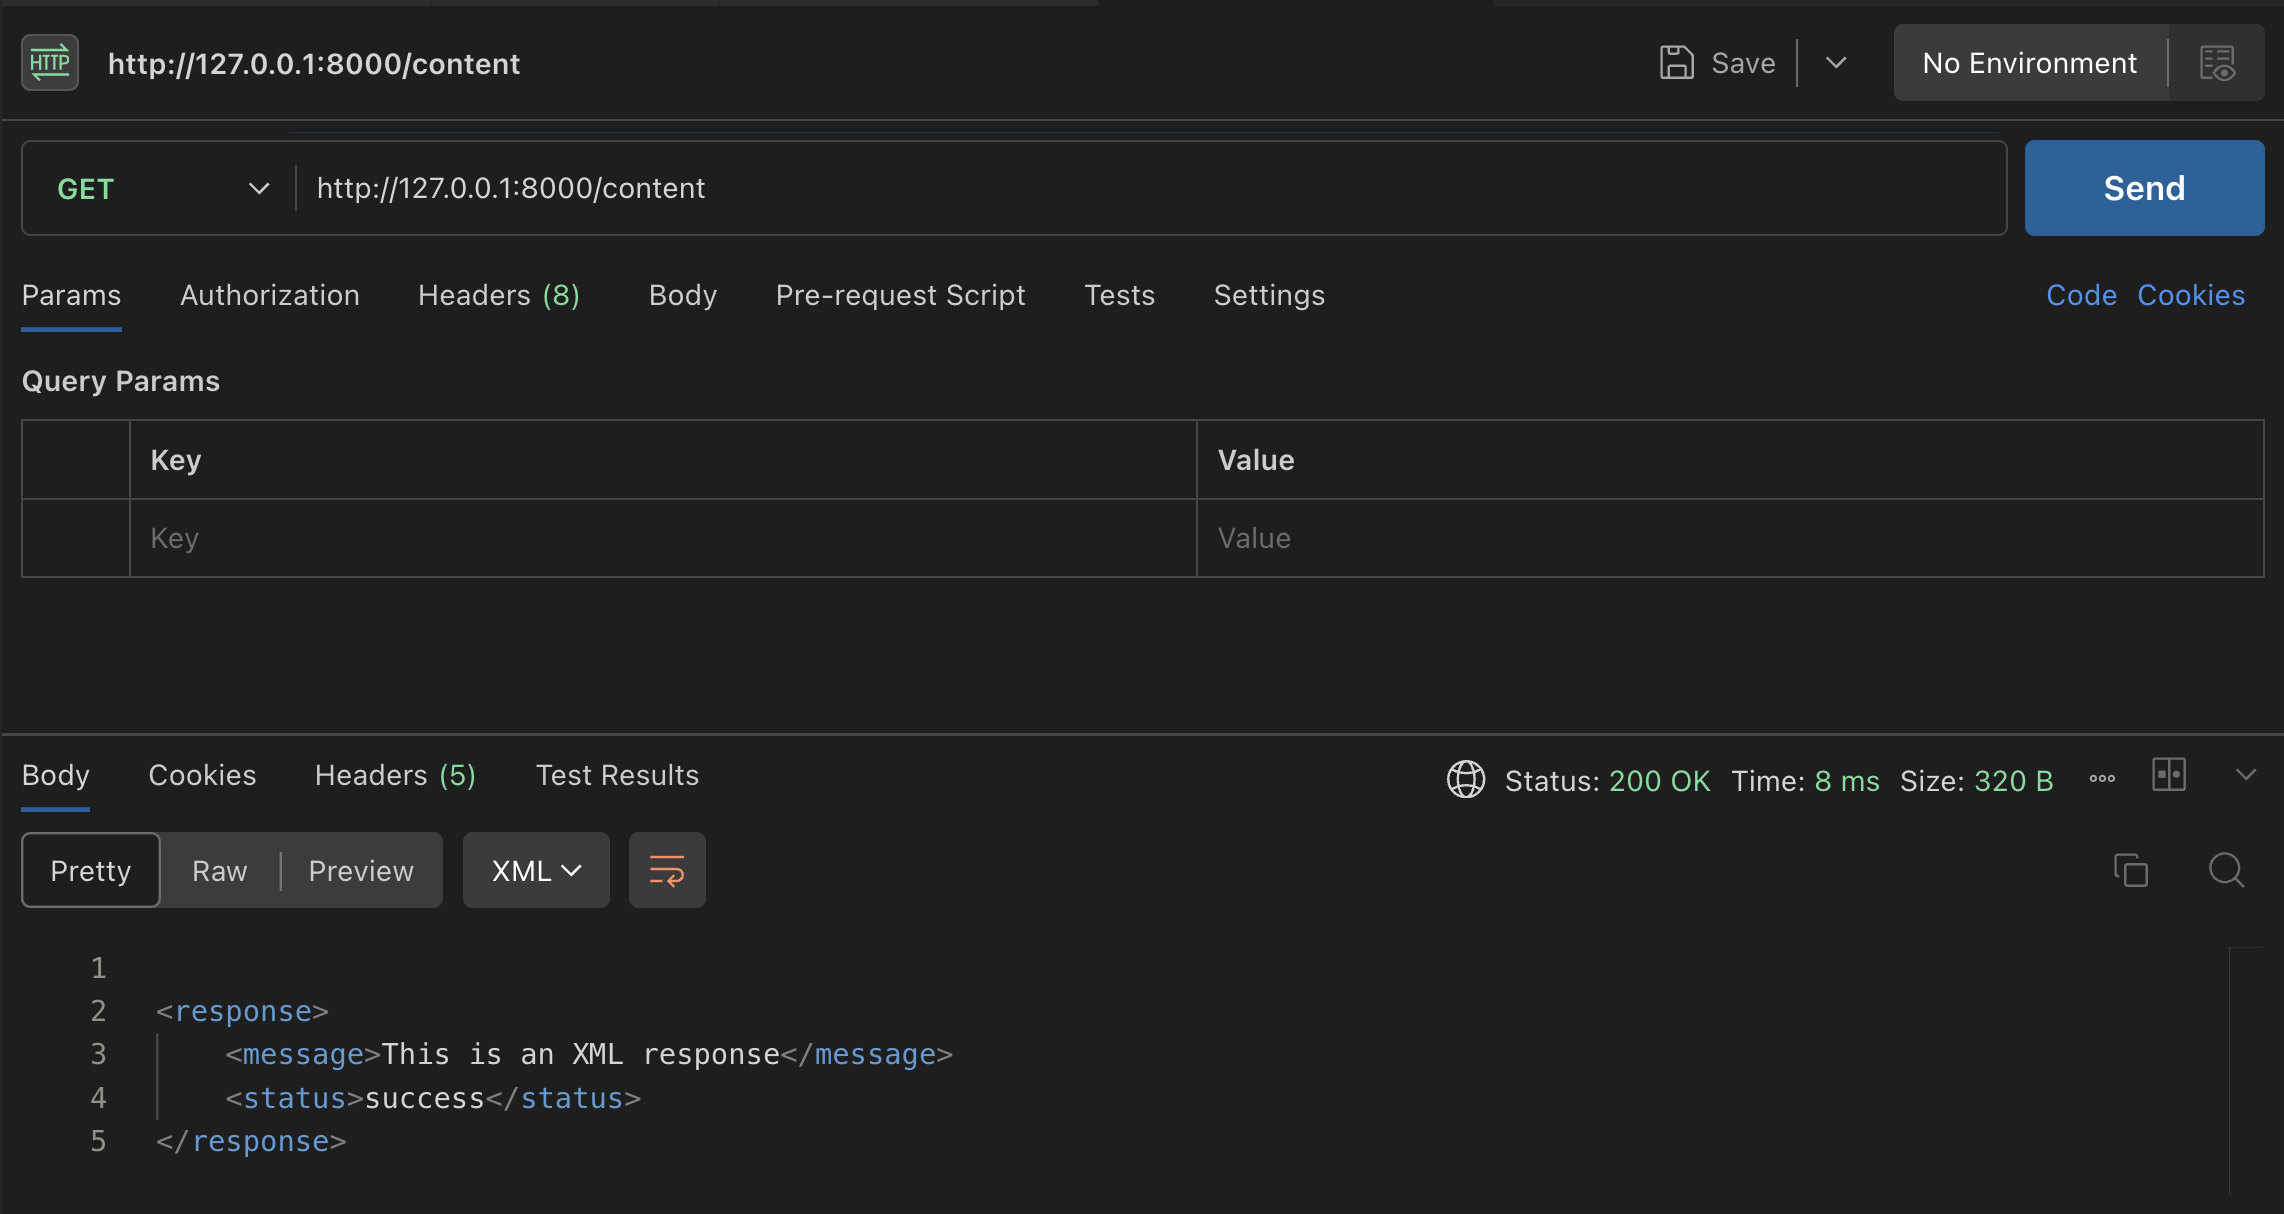 HTTP http://127.0.0.1:8000/content Save No Environment
GET http://127.0.0.1:8000/content Send
Params Authorization Headers (8) Body Pre-request Script Tests Settings Code Cookies
Query Params
Key Value
Key Value
Body Cookies Headers (5) Test Results Status: 200 OK Time: 8 ms Size: 320 B
Pretty Raw Preview XML
1
2 <response>
3 <message>This is an XML response</message>
4 <status>success</status>
5 </response>